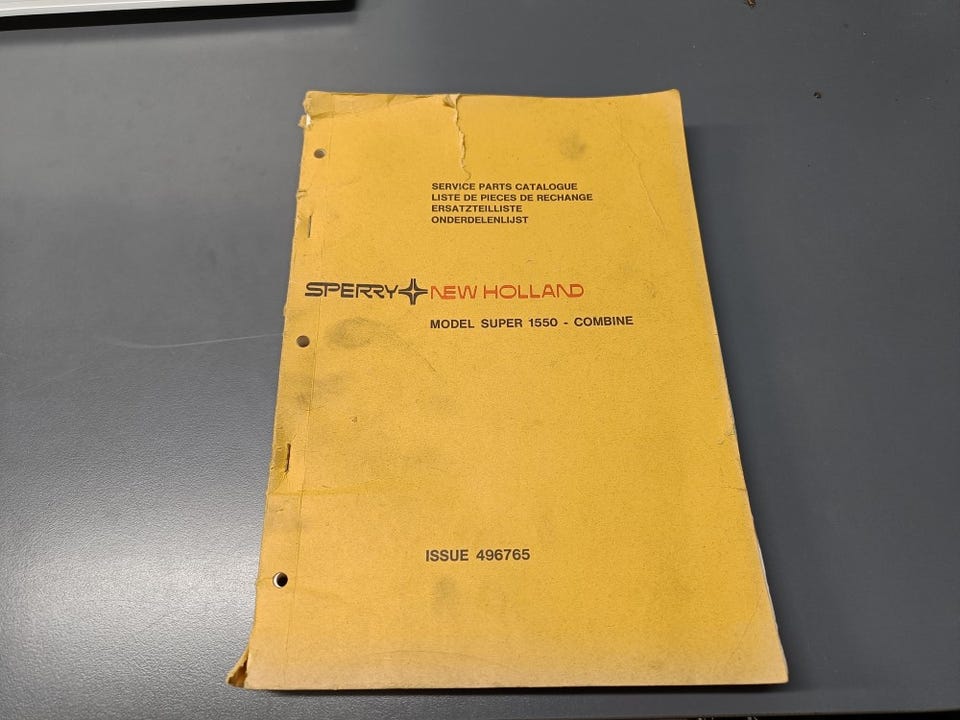 SERVICE PARTS CATALOGUE
LISTE DE PIECES DE RECHANGE
ERSATZTEILLISTE
ONDERDELENLIJST
SPERRY NEW HOLLAND
MODEL SUPER 1550 - COMBINE
ISSUE 496765